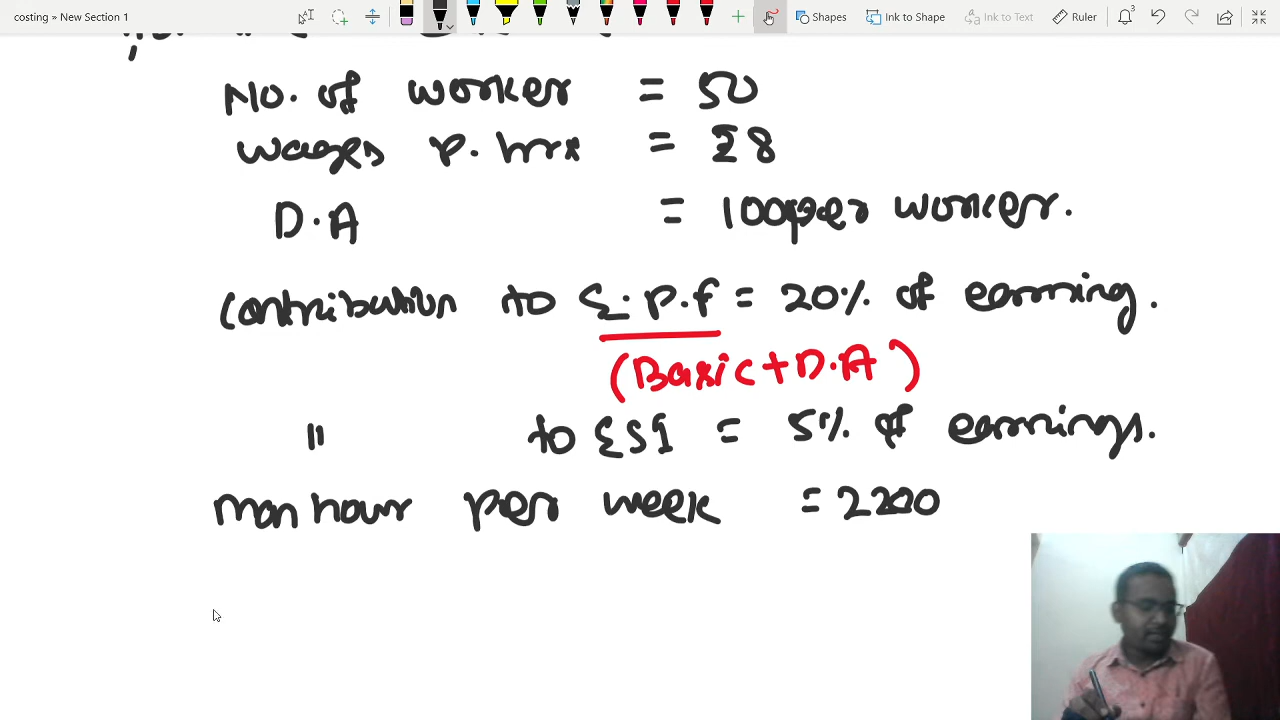 costing » New Section 1
Shapes
Ink to Shape
Ink to Text
Ruler
3
No. of worker = 50
wages p. hrs = ₹8
D.A = 100 per worker.
contribution to E.P.f = 20% of earning.
(Basic + D.A)
" to ESI = 5% of earnings.
man hour per week = 2200